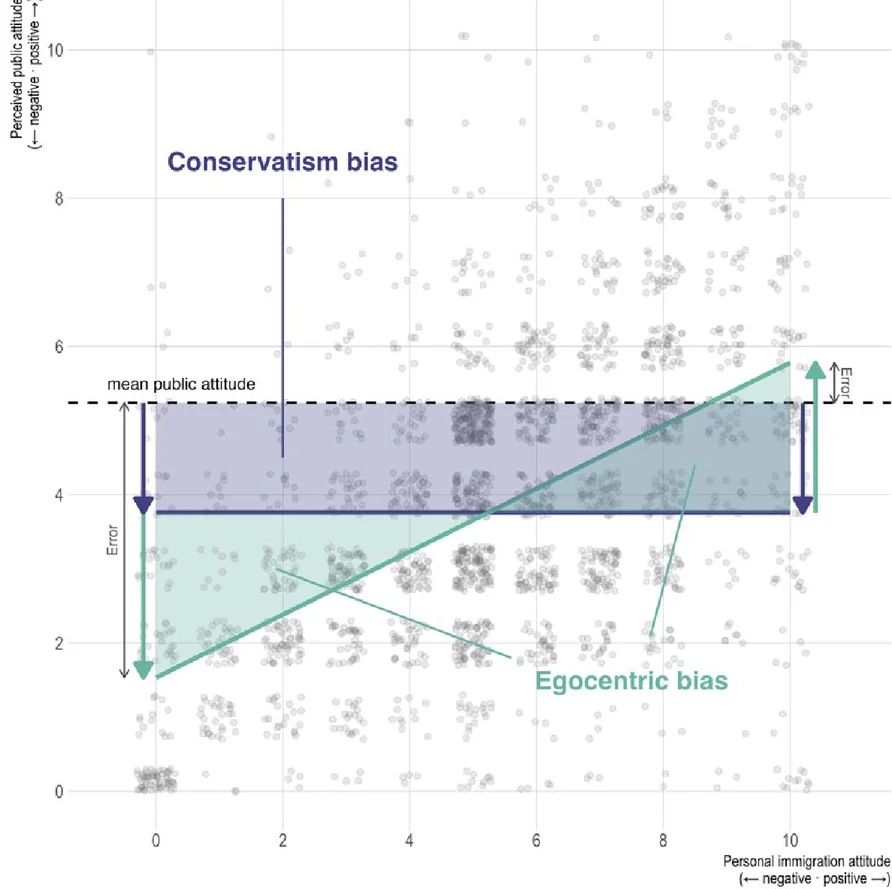 Perceived public attitude
(← negative · positive →)
10
8
6
4
2
0
Conservatism bias
mean public attitude
Error
Error
Egocentric bias
0
2
4
6
8
10
Personal immigration attitude
(← negative · positive →)